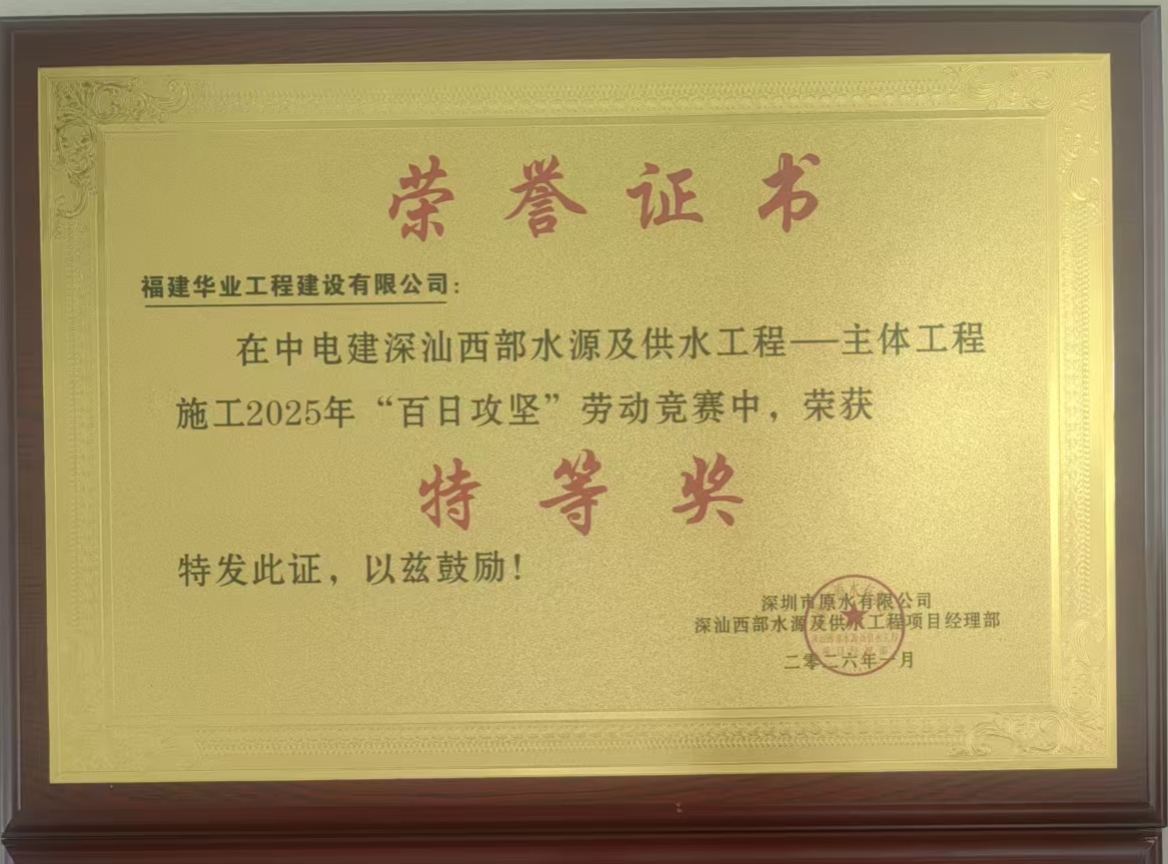 荣誉证书
福建华业工程建设有限公司：
在中电建深汕西部水源及供水工程——主体工程
施工2025年“百日攻坚”劳动竞赛中，荣获
特等奖
特发此证，以兹鼓励！
深圳市原水有限公司
深汕西部水源及供水工程项目经理部
二零二六年一月